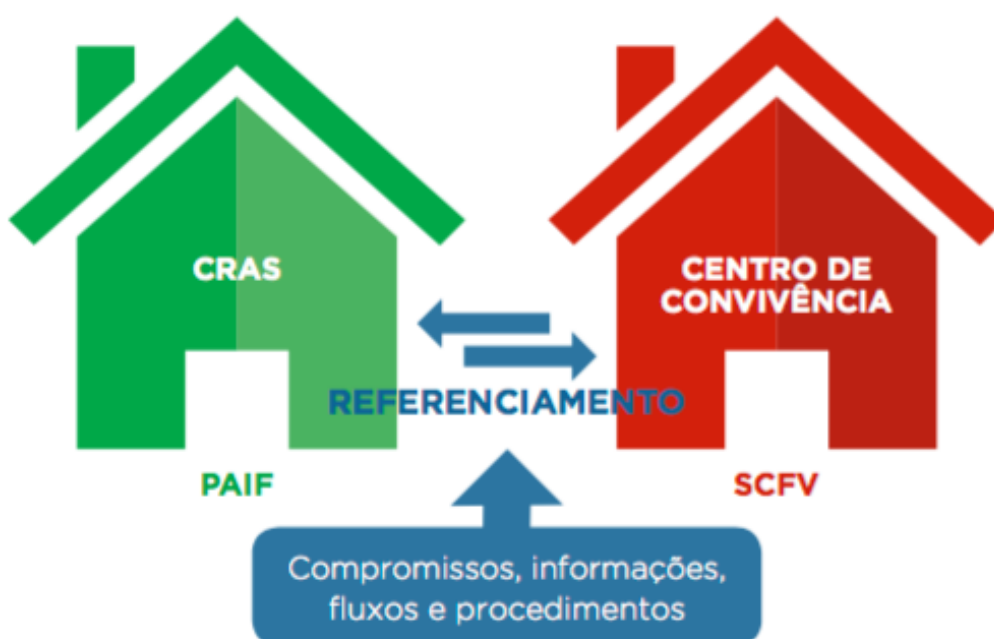 CRAS
CENTRO DE
CONVIVÊNCIA
REFERENCIAMENTO
PAIF
SCFV
Compromissos, informações,
fluxos e procedimentos